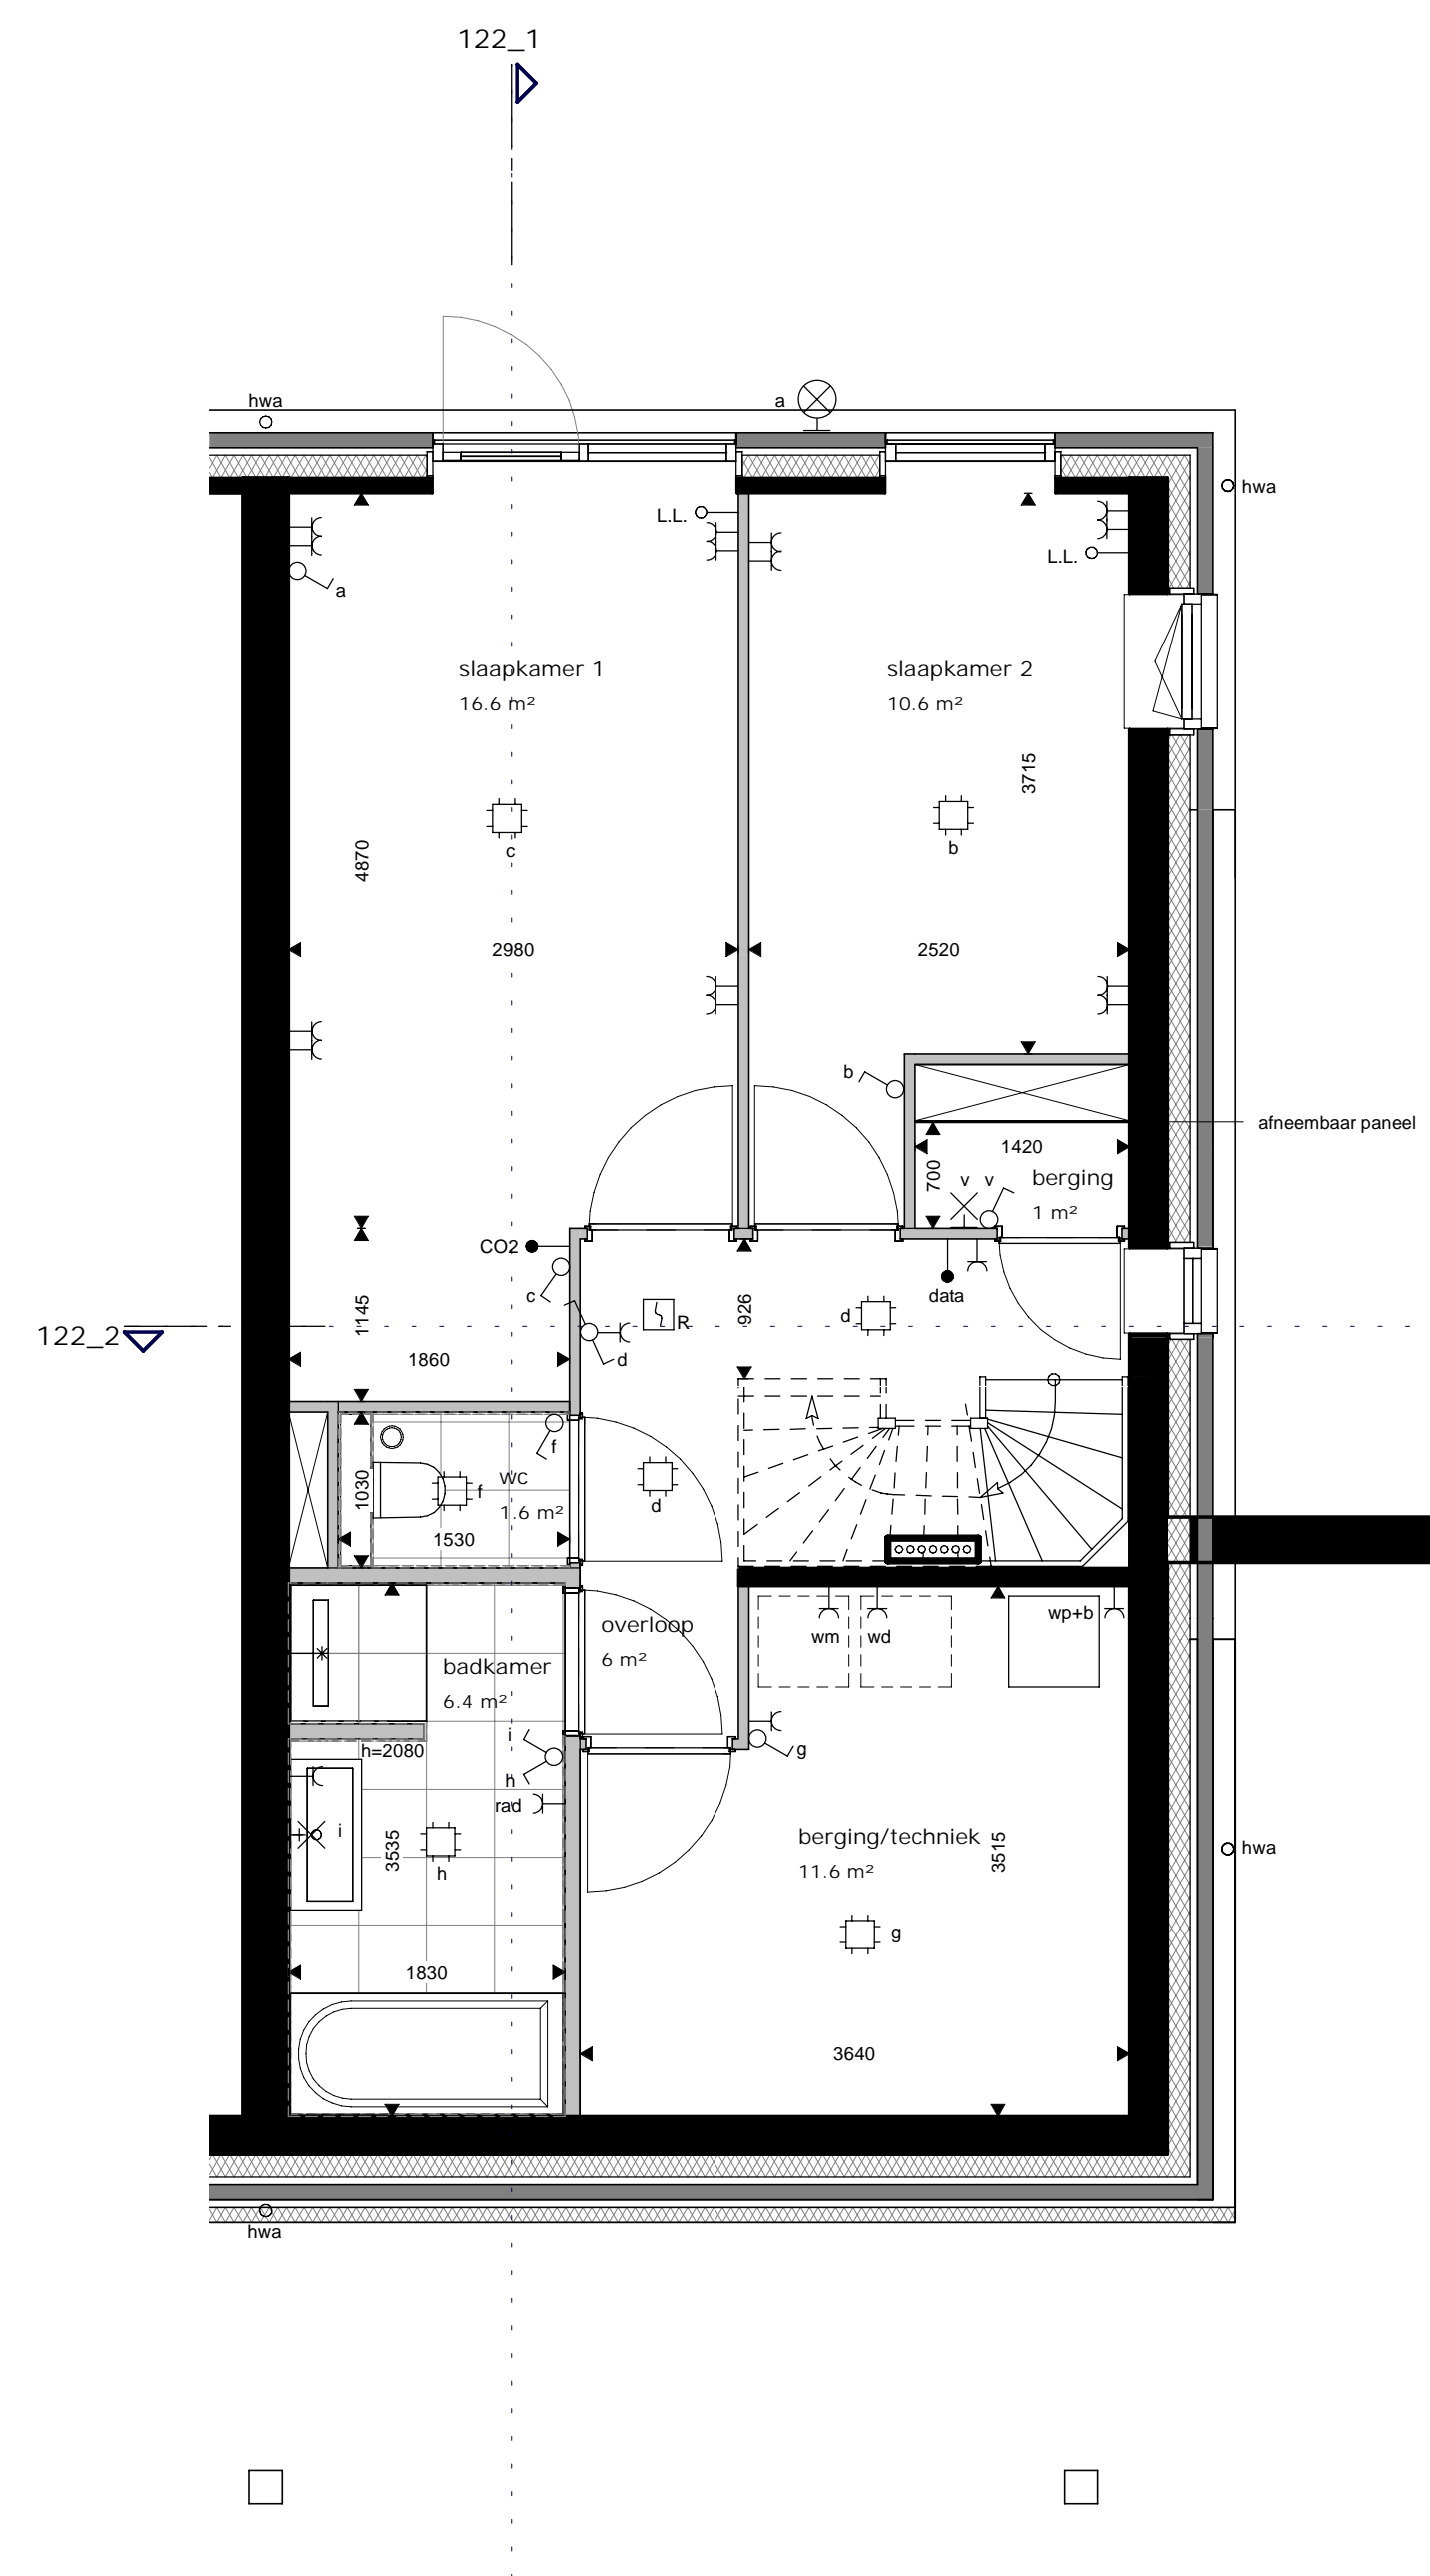 122_1
hwa
a
hwa
L.L.
L.L.
a
slaapkamer 1
16.6 m²
slaapkamer 2
10.6 m²
3715
c
b
4870
2980
2520
b
afneembaar paneel
1420
700
v
v
berging
1 m²
CO2
c
data
1145
926
R
d
122_2
1860
d
f
1030
f
WC
1.6 m²
d
1530
overloop
6 m²
wm
wd
wp+b
badkamer
6.4 m²
i
h=2080
g
h
rad
i
3535
h
berging/techniek
11.6 m²
3515
hwa
g
1830
3640
hwa